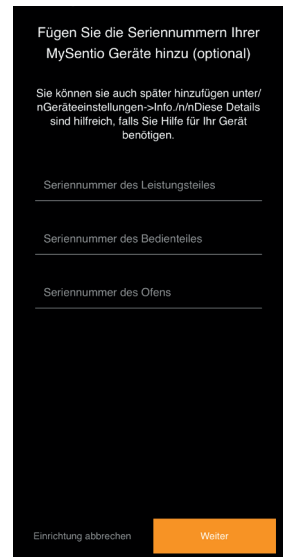 Fügen Sie die Seriennummern Ihrer
MySentio Geräte hinzu (optional)
Sie können sie auch später hinzufügen unter/
nGeräteeinstellungen->Info./n/nDiese Details
sind hilfreich, falls Sie Hilfe für Ihr Gerät
benötigen.
Seriennummer des Leistungsteiles
Seriennummer des Bedienteiles
Seriennummer des Ofens
Einrichtung abbrechen
Weiter